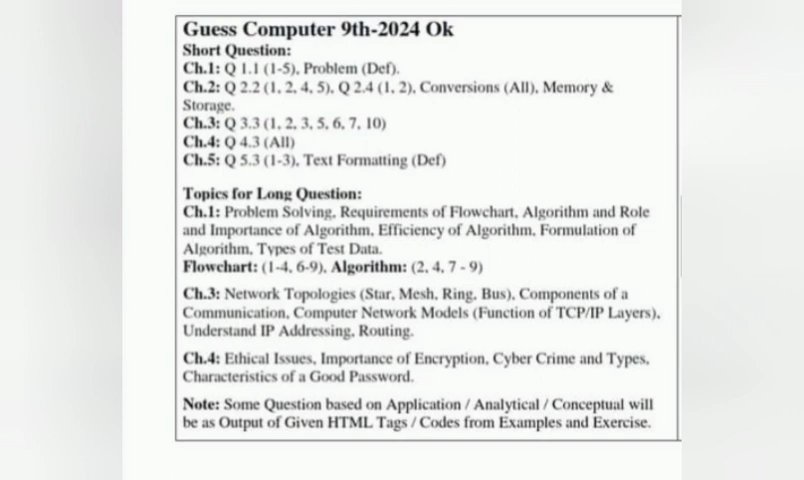 Guess Computer 9th-2024 Ok
Short Question:
Ch.1: Q 1.1 (1-5), Problem (Def).
Ch.2: Q 2.2 (1, 2, 4, 5), Q 2.4 (1, 2), Conversions (All), Memory &
Storage.
Ch.3: Q 3.3 (1, 2, 3, 5, 6, 7, 10)
Ch.4: Q 4.3 (All)
Ch.5: Q 5.3 (1-3), Text Formatting (Def)
Topics for Long Question:
Ch.1: Problem Solving, Requirements of Flowchart, Algorithm and Role
and Importance of Algorithm, Efficiency of Algorithm, Formulation of
Algorithm, Types of Test Data.
Flowchart: (1-4, 6-9), Algorithm: (2, 4, 7 - 9)
Ch.3: Network Topologies (Star, Mesh, Ring, Bus), Components of a
Communication, Computer Network Models (Function of TCP/IP Layers),
Understand IP Addressing, Routing.
Ch.4: Ethical Issues, Importance of Encryption, Cyber Crime and Types,
Characteristics of a Good Password.
Note: Some Question based on Application / Analytical / Conceptual will
be as Output of Given HTML Tags / Codes from Examples and Exercise.